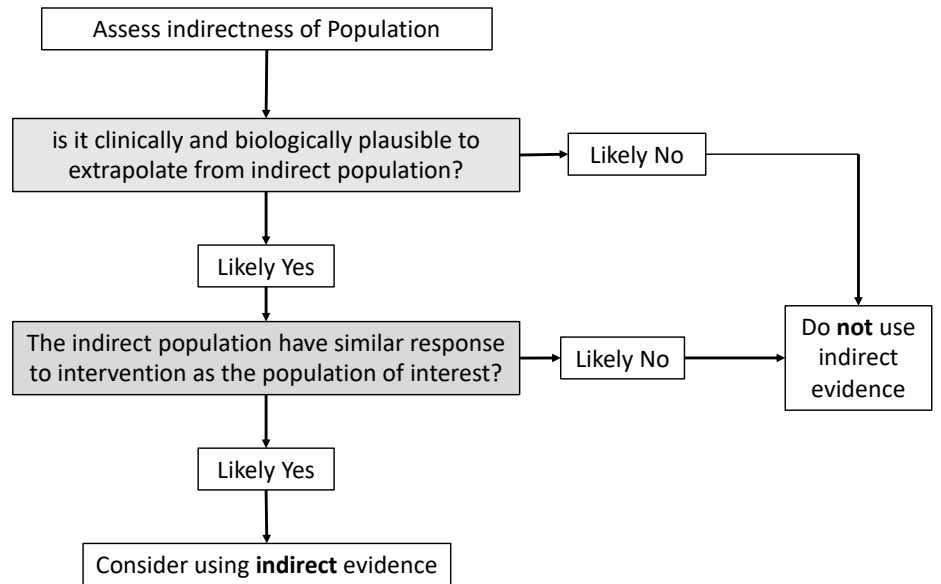 Assess indirectness of Population
is it clinically and biologically plausible to
extrapolate from indirect population?
Likely No
Likely Yes
The indirect population have similar response
to intervention as the population of interest?
Likely No
Do not use
indirect
evidence
Likely Yes
Consider using indirect evidence